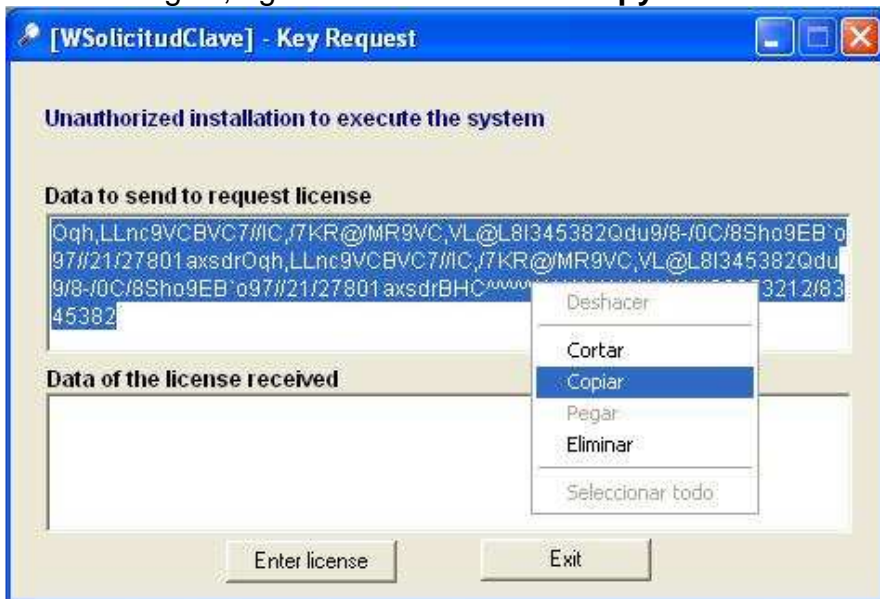 [WSolicitudClave] - Key Request
Unauthorized installation to execute the system
Data to send to request license
Oqh,LLnc9VCBVC7//IC,/7KR@/MR9VC,VL@L8I345382Qdu9/8-/0C/8Sho9EB`o
97//21/27801axsdrOqh,LLnc9VCBVC7//IC,/7KR@/MR9VC,VL@L8I345382Qdu
9/8-/0C/8Sho9EB`o97//21/27801axsdrBHC 3212/83
45382
Deshacer
Cortar
Copiar
Pegar
Eliminar
Seleccionar todo
Data of the license received
Enter license
Exit